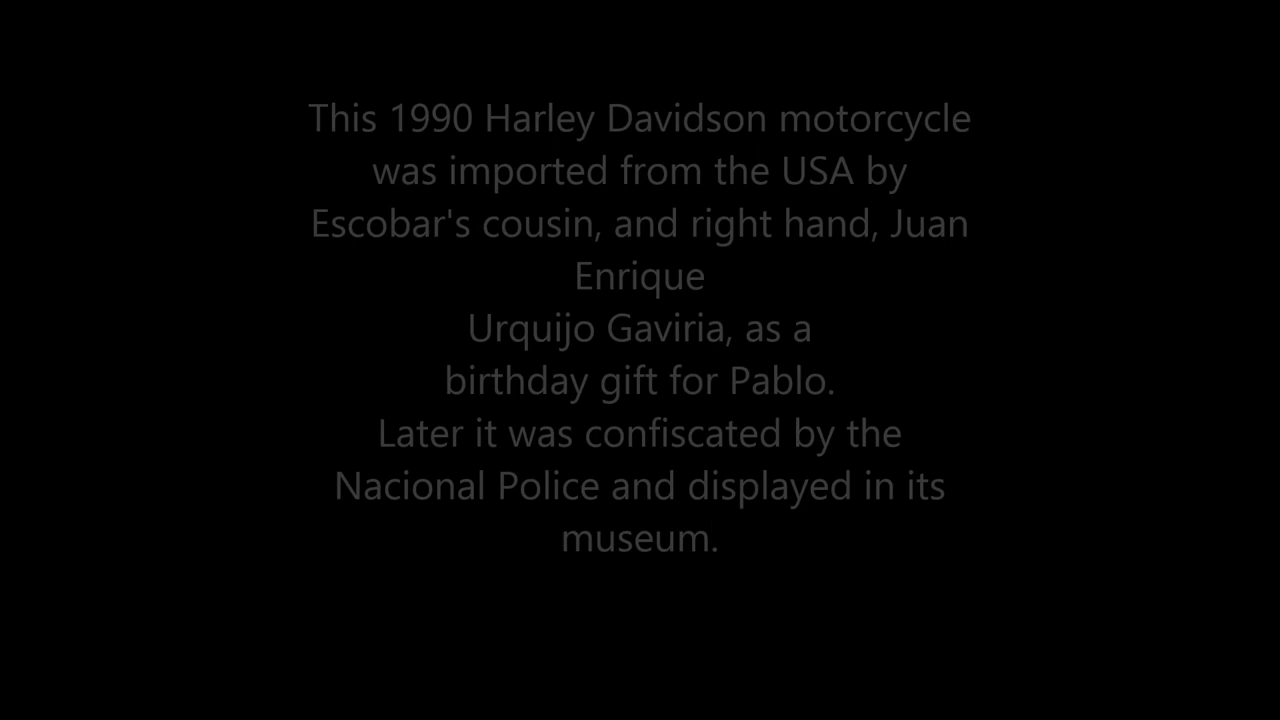 This 1990 Harley Davidson motorcycle
was imported from the USA by
Escobar's cousin, and right hand, Juan
Enrique
Urquijo Gaviria, as a
birthday gift for Pablo.
Later it was confiscated by the
Nacional Police and displayed in its
museum.